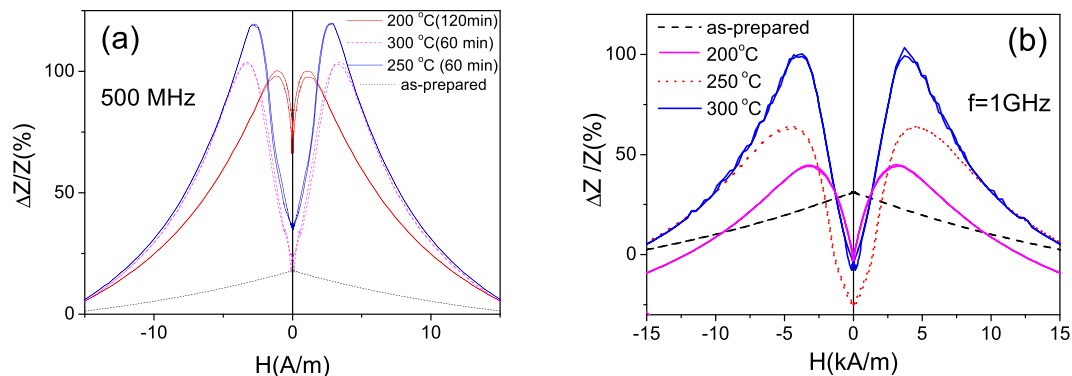 (a)
200 °C(120min)
300 °C(60 min)
250 °C (60 min)
as-prepared
500 MHz
ΔZ/Z(%)
100
50
0
-10
0
10
H(A/m)
(b)
as-prepared
200°C
250 °C
300 °C
f=1GHz
ΔZ /Z(%)
100
50
0
-15
-10
-5
0
5
10
15
H(kA/m)